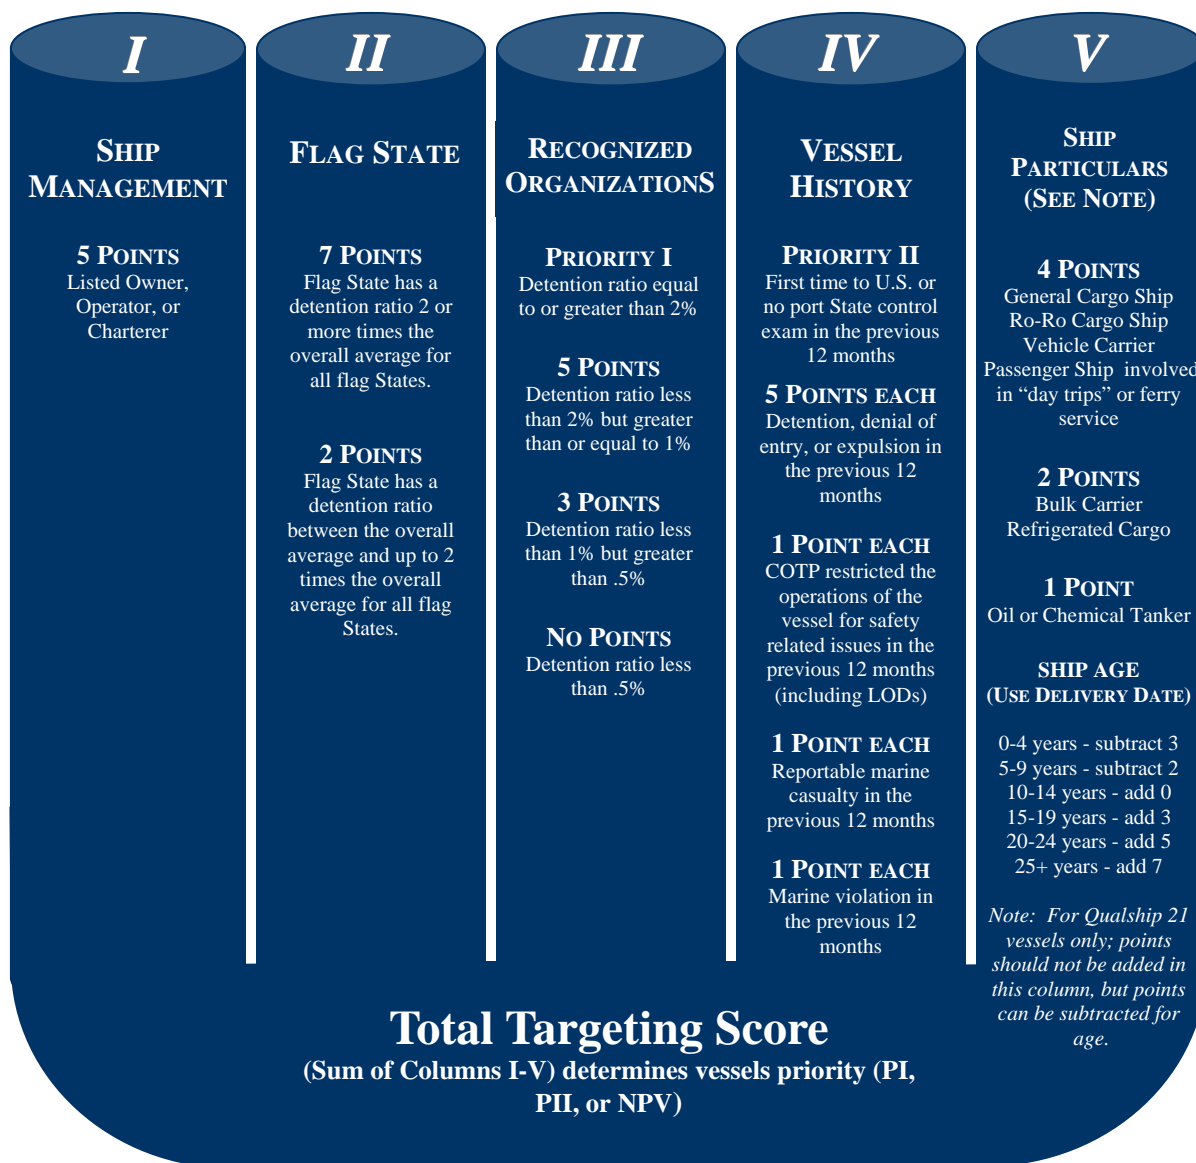 I
SHIP
MANAGEMENT
5 POINTS
Listed Owner,
Operator, or
Charterer
II
FLAG STATE
7 POINTS
Flag State has a
detention ratio 2 or
more times the
overall average for
all flag States.
2 POINTS
Flag State has a
detention ratio
between the overall
average and up to 2
times the overall
average for all flag
States.
III
RECOGNIZED
ORGANIZATIONS
PRIORITY I
Detention ratio equal
to or greater than 2%
5 POINTS
Detention ratio less
than 2% but greater
than or equal to 1%
3 POINTS
Detention ratio less
than 1% but greater
than .5%
NO POINTS
Detention ratio less
than .5%
IV
VESSEL
HISTORY
PRIORITY II
First time to U.S. or
no port State control
exam in the previous
12 months
5 POINTS EACH
Detention, denial of
entry, or expulsion in
the previous 12
months
1 POINT EACH
COTP restricted the
operations of the
vessel for safety
related issues in the
previous 12 months
(including LODs)
1 POINT EACH
Reportable marine
casualty in the
previous 12 months
1 POINT EACH
Marine violation in
the previous 12
months
V
SHIP
PARTICULARS
(SEE NOTE)
4 POINTS
General Cargo Ship
Ro-Ro Cargo Ship
Vehicle Carrier
Passenger Ship involved
in “day trips” or ferry
service
2 POINTS
Bulk Carrier
Refrigerated Cargo
1 POINT
Oil or Chemical Tanker
SHIP AGE
(USE DELIVERY DATE)
0-4 years - subtract 3
5-9 years - subtract 2
10-14 years - add 0
15-19 years - add 3
20-24 years - add 5
25+ years - add 7
Note: For Qualship 21
vessels only; points
should not be added in
this column, but points
can be subtracted for
age.
Total Targeting Score
(Sum of Columns I-V) determines vessels priority (PI,
PII, or NPV)